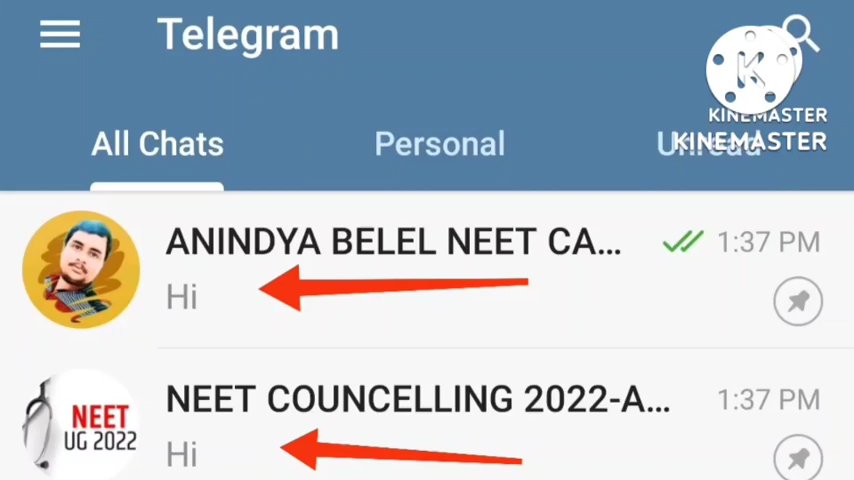 Telegram
KINEMASTER
KINEMASTER
All Chats
Personal
Unread
ANINDYA BELEL NEET CA...
1:37 PM
Hi
NEET COUNCELLING 2022-A...
1:37 PM
Hi
NEET
UG 2022